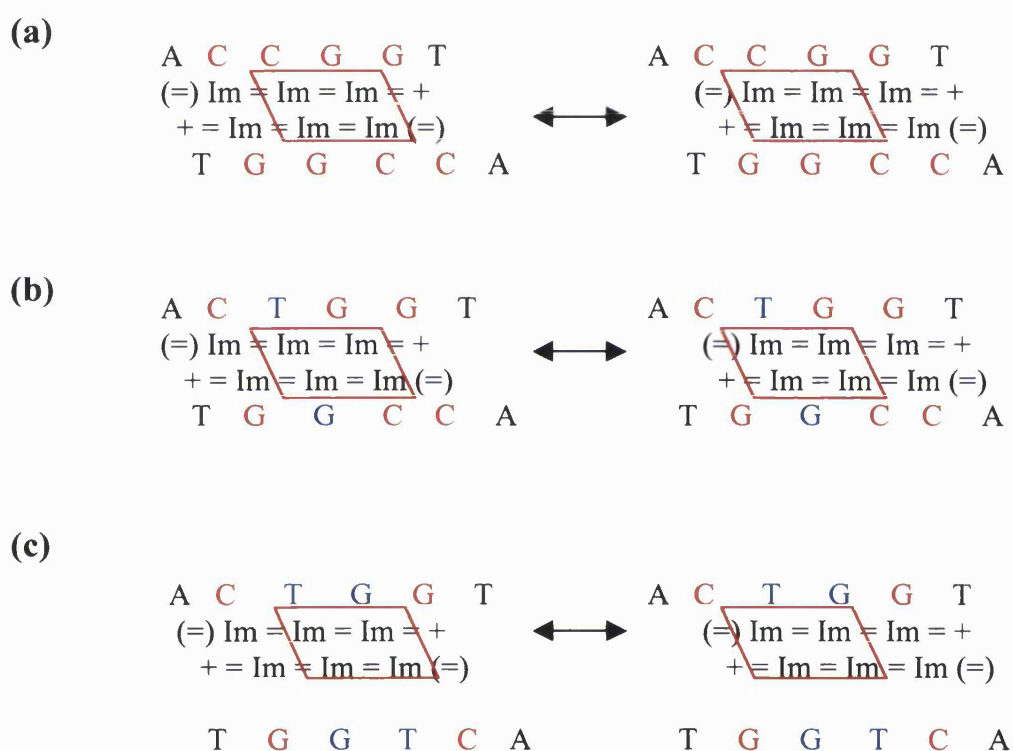 (a)
A C C G G T A C C G G T
(=) Im = Im = Im = + (=) Im = Im = Im = +
+ = Im = Im = Im (=) + = Im = Im = Im (=)
T G G C C A T G G C C A
(b)
A C T G G T A C T G G T
(=) Im = Im = Im = + (=) Im = Im = Im = +
+ = Im = Im = Im (=) + = Im = Im = Im (=)
T G G C C A T G G C C A
(c)
A C T G G T A C T G G T
(=) Im = Im = Im = + (=) Im = Im = Im = +
+ = Im = Im = Im (=) + = Im = Im = Im (=)
T G G T C A T G G T C A